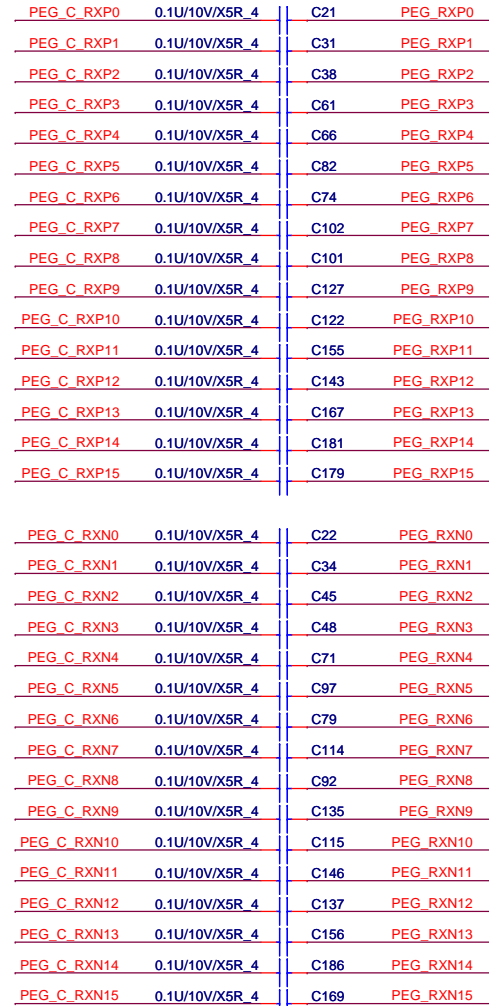 PEG_C_RXP0 0.1U/10V/X5R_4 C21 PEG_RXP0
PEG_C_RXP1 0.1U/10V/X5R_4 C31 PEG_RXP1
PEG_C_RXP2 0.1U/10V/X5R_4 C38 PEG_RXP2
PEG_C_RXP3 0.1U/10V/X5R_4 C61 PEG_RXP3
PEG_C_RXP4 0.1U/10V/X5R_4 C66 PEG_RXP4
PEG_C_RXP5 0.1U/10V/X5R_4 C82 PEG_RXP5
PEG_C_RXP6 0.1U/10V/X5R_4 C74 PEG_RXP6
PEG_C_RXP7 0.1U/10V/X5R_4 C102 PEG_RXP7
PEG_C_RXP8 0.1U/10V/X5R_4 C101 PEG_RXP8
PEG_C_RXP9 0.1U/10V/X5R_4 C127 PEG_RXP9
PEG_C_RXP10 0.1U/10V/X5R_4 C122 PEG_RXP10
PEG_C_RXP11 0.1U/10V/X5R_4 C155 PEG_RXP11
PEG_C_RXP12 0.1U/10V/X5R_4 C143 PEG_RXP12
PEG_C_RXP13 0.1U/10V/X5R_4 C167 PEG_RXP13
PEG_C_RXP14 0.1U/10V/X5R_4 C181 PEG_RXP14
PEG_C_RXP15 0.1U/10V/X5R_4 C179 PEG_RXP15
PEG_C_RXN0 0.1U/10V/X5R_4 C22 PEG_RXN0
PEG_C_RXN1 0.1U/10V/X5R_4 C34 PEG_RXN1
PEG_C_RXN2 0.1U/10V/X5R_4 C45 PEG_RXN2
PEG_C_RXN3 0.1U/10V/X5R_4 C48 PEG_RXN3
PEG_C_RXN4 0.1U/10V/X5R_4 C71 PEG_RXN4
PEG_C_RXN5 0.1U/10V/X5R_4 C97 PEG_RXN5
PEG_C_RXN6 0.1U/10V/X5R_4 C79 PEG_RXN6
PEG_C_RXN7 0.1U/10V/X5R_4 C114 PEG_RXN7
PEG_C_RXN8 0.1U/10V/X5R_4 C92 PEG_RXN8
PEG_C_RXN9 0.1U/10V/X5R_4 C135 PEG_RXN9
PEG_C_RXN10 0.1U/10V/X5R_4 C115 PEG_RXN10
PEG_C_RXN11 0.1U/10V/X5R_4 C146 PEG_RXN11
PEG_C_RXN12 0.1U/10V/X5R_4 C137 PEG_RXN12
PEG_C_RXN13 0.1U/10V/X5R_4 C156 PEG_RXN13
PEG_C_RXN14 0.1U/10V/X5R_4 C186 PEG_RXN14
PEG_C_RXN15 0.1U/10V/X5R_4 C169 PEG_RXN15